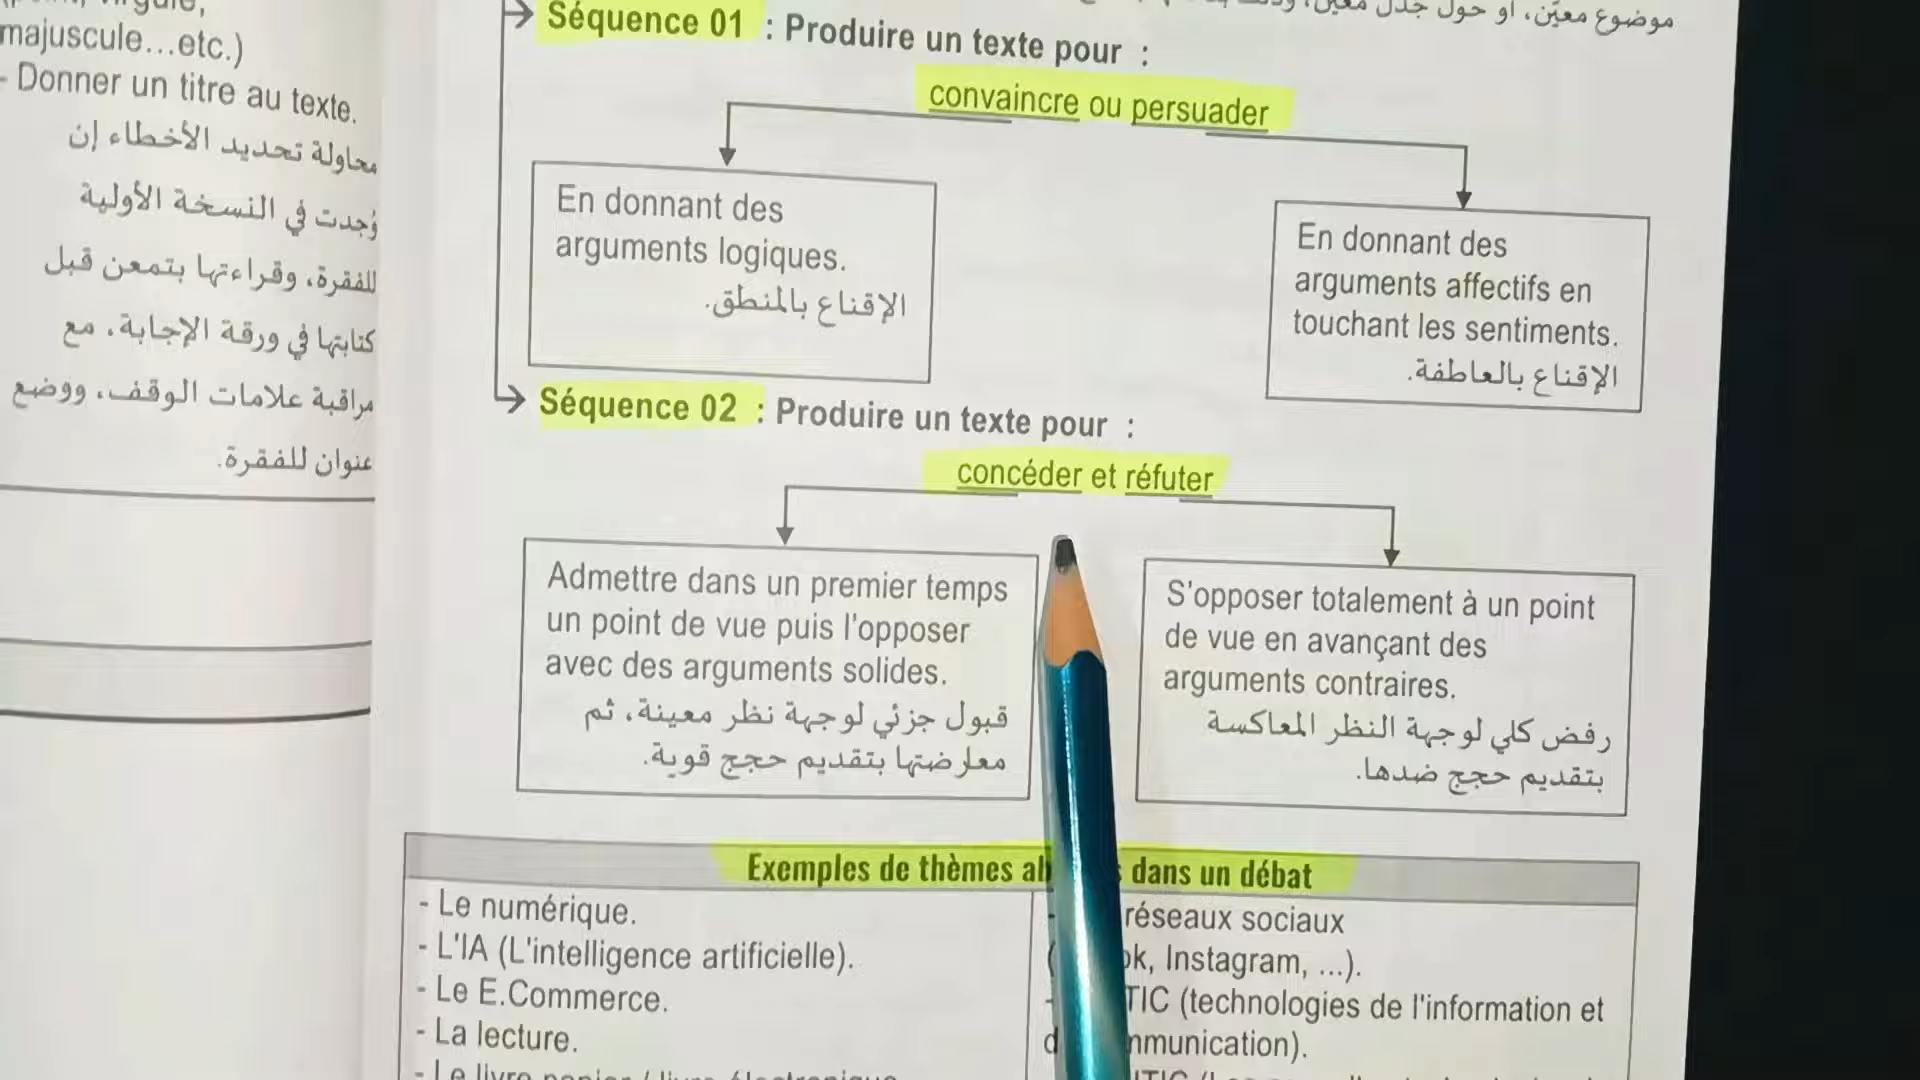 majuscule...etc.)
- Donner un titre au texte.
محاولة تحديد الأخطاء إن
وُجدت في النسخة الأولية
للفقرة، وقراءتها بتمعن قبل
كتابتها في ورقة الإجابة، مع
مراقبة علامات الوقف، ووضع
عنوان للفقرة.
موضوع معيّن، أو حول جدل معين،
Séquence 01 : Produire un texte pour :
convaincre ou persuader
En donnant des
arguments logiques.
الإقناع بالمنطق.
En donnant des
arguments affectifs en
touchant les sentiments.
الإقناع بالعاطفة.
Séquence 02 : Produire un texte pour :
concéder et réfuter
Admettre dans un premier temps
un point de vue puis l'opposer
avec des arguments solides.
قبول جزئي لوجهة نظر معينة، ثم
معارضتها بتقديم حجج قوية.
S'opposer totalement à un point
de vue en avançant des
arguments contraires.
رفض كلي لوجهة النظر المعاكسة
بتقديم حجج ضدها.
Exemples de thèmes dans un débat
- Le numérique.
- L'IA (L'intelligence artificielle).
- Le E.Commerce.
- La lecture.
réseaux sociaux
Instagram, ...).
TIC (technologies de l'information et